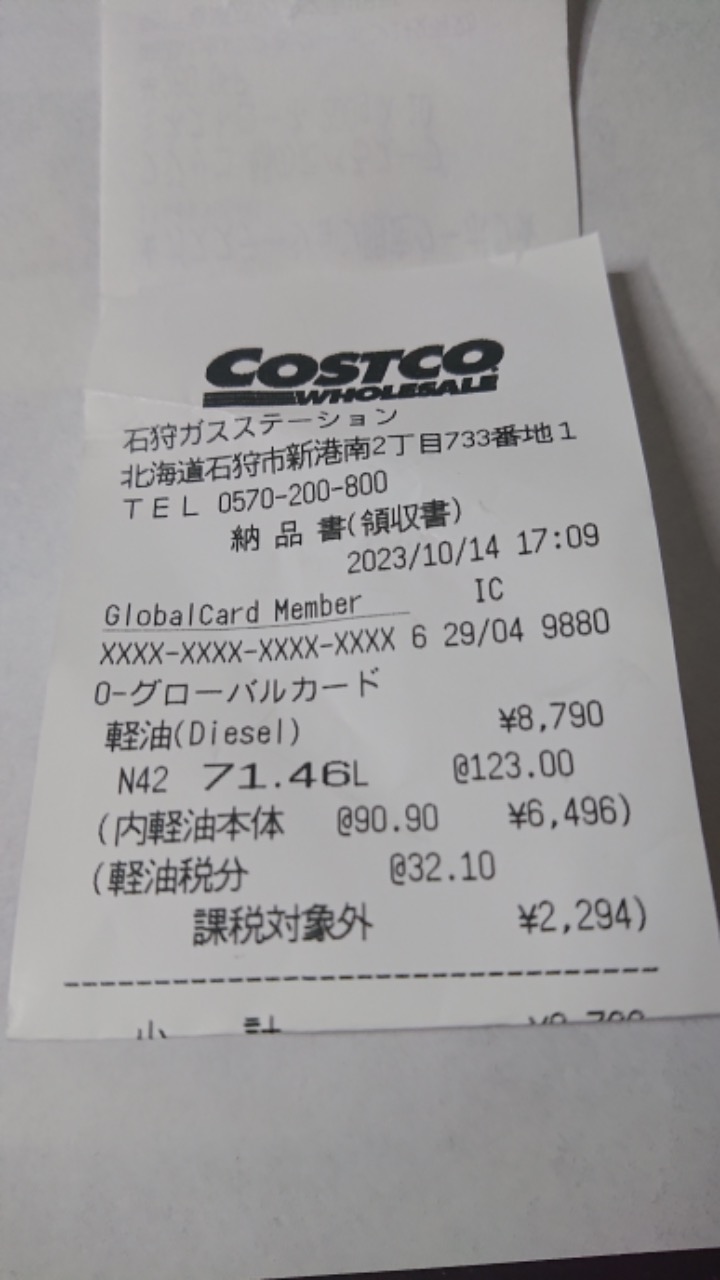 COSTCO
WHOLESALE
石狩ガスステーション
北海道石狩市新港南2丁目733番地1
TEL 0570-200-800
納品書(領収書)
2023/10/14 17:09
GlobalCard Member IC
XXXX-XXXX-XXXX-XXXX 6 29/04 9880
0-グローバルカード
軽油(Diesel) ¥8,790
N42 71.46L @123.00
(内軽油本体 @90.90 ¥6,496)
(軽油税分 @32.10
課税対象外 ¥2,294)
小計